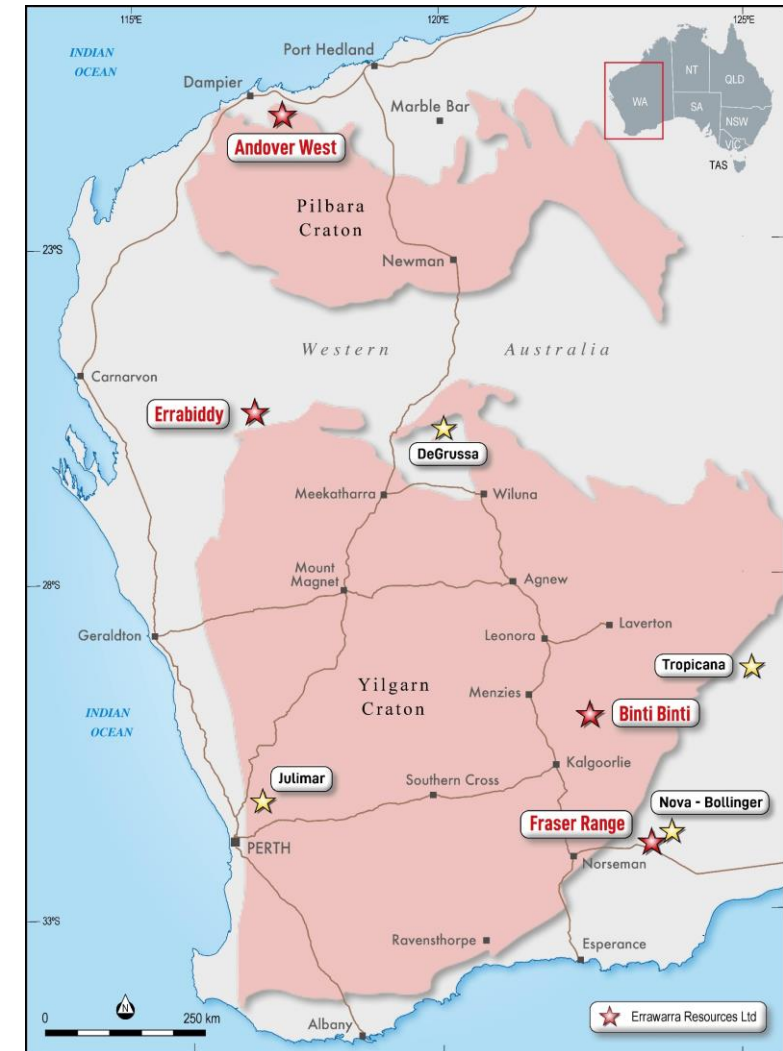 115°E
120°E
125°E
INDIAN
OCEAN
Port Hedland
Dampier
Marble Bar
Andover West
NT
QLD
WA
SA
NSW
VIC
TAS
Pilbara
Craton
23°S
Newman
Western Australia
Carnarvon
Errabiddy
DeGrussa
Meekatharra
Wiluna
Mount
Magnet
28°S
Agnew
Geraldton
Leonora
Laverton
Tropicana
Yilgarn
Craton
Menzies
Binti Binti
INDIAN
OCEAN
Julimar
Southern Cross
Kalgoorlie
Nova - Bollinger
Fraser Range
PERTH
Norseman
33°S
Ravensthorpe
Esperance
N
0 250 km
Albany
Errawarra Resources Ltd